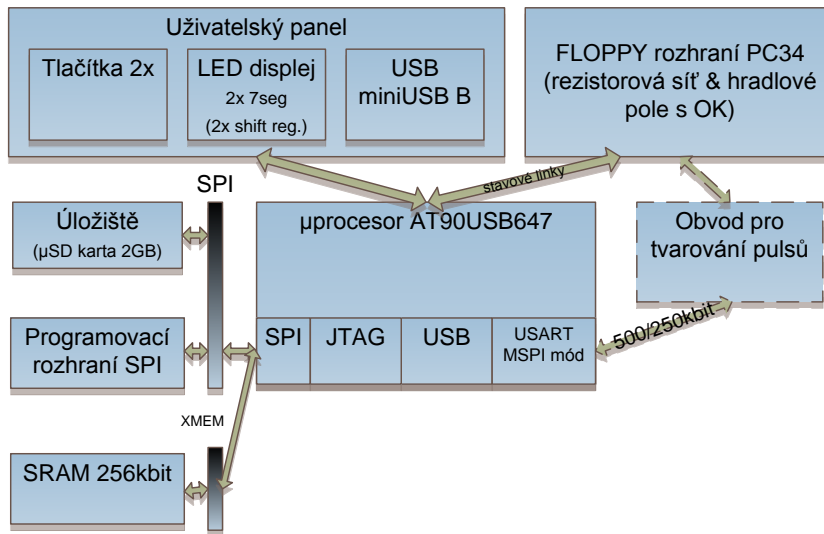 Uživatelský panel
Tlačítka 2x
LED displej
2x 7seg
(2x shift reg.)
USB
miniUSB B
FLOPPY rozhraní PC34
(rezistorová síť & hradlové
pole s OK)
stavové linky
SPI
Úložiště
(µSD karta 2GB)
µprocesor AT90USB647
Obvod pro
tvarování pulsů
Programovací
rozhraní SPI
SPI
JTAG
USB
USART
MSPI mód
500/250kbit
XMEM
SRAM 256kbit